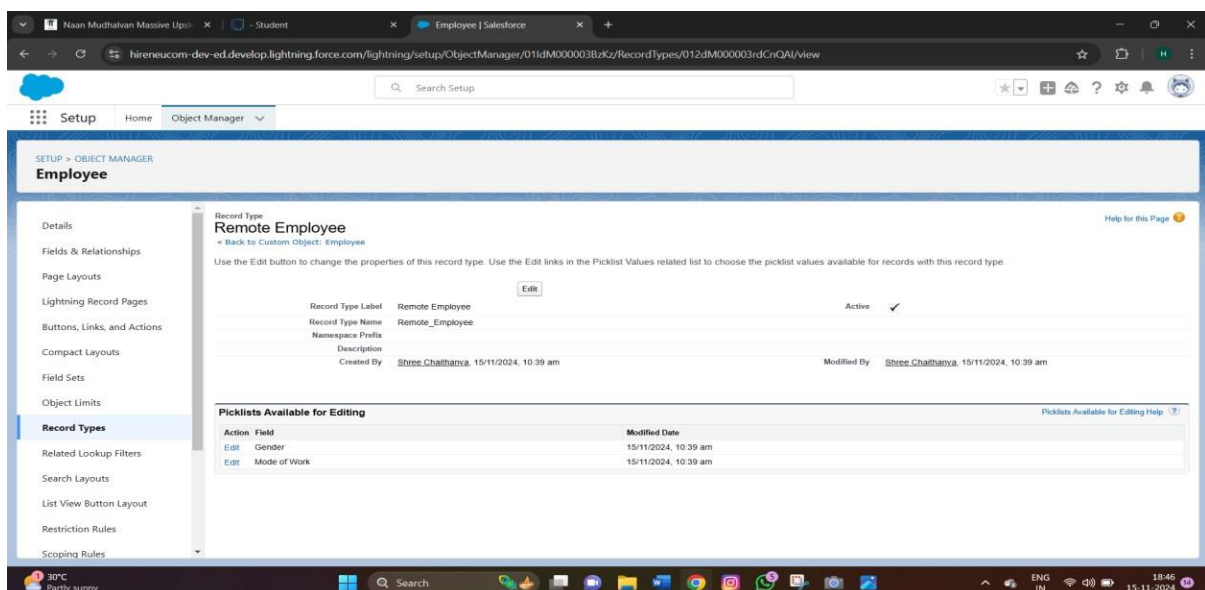 Naan Mudhalvan Massive Upsk
- Student
Employee | Salesforce
hireneucom-dev-ed.develop.lightning.force.com/lightning/setup/ObjectManager/01IdM000003BzKz/RecordTypes/012dM000003rdCnQAI/view
H
Search Setup
Setup
Home
Object Manager
SETUP > OBJECT MANAGER
Employee
Details
Fields & Relationships
Page Layouts
Lightning Record Pages
Buttons, Links, and Actions
Compact Layouts
Field Sets
Object Limits
Record Types
Related Lookup Filters
Search Layouts
List View Button Layout
Restriction Rules
Scoping Rules
Record Type
Remote Employee
« Back to Custom Object: Employee
Help for this Page
Use the Edit button to change the properties of this record type. Use the Edit links in the Picklist Values related list to choose the picklist values available for records with this record type.
Edit
Record Type Label Remote Employee Active
Record Type Name Remote_Employee
Namespace Prefix
Description
Created By Shree Chaithanya, 15/11/2024, 10:39 am Modified By Shree Chaithanya, 15/11/2024, 10:39 am
Picklists Available for Editing
Picklists Available for Editing Help ?
Action Field Modified Date
Edit Gender 15/11/2024, 10:39 am
Edit Mode of Work 15/11/2024, 10:39 am
1
30°C
Partly sunny
Search
5
ENG
IN
18:46
15-11-2024
14